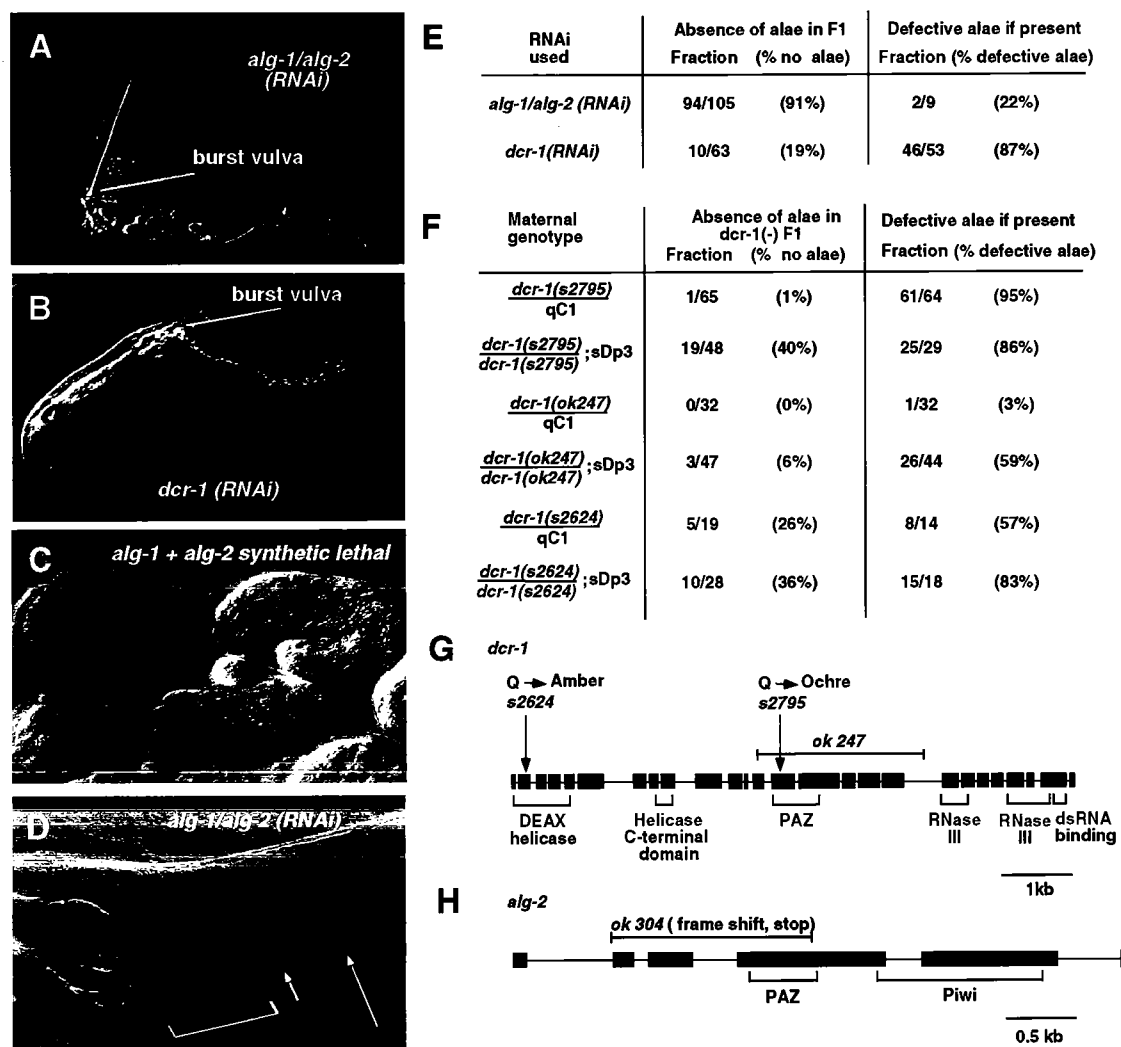 A
alg-1/alg-2
(RNAi)
burst vulva
B
burst vulva
dcr-1 (RNAi)
C
alg-1 + alg-2 synthetic lethal
D
alg-1/alg-2 (RNAi)
E
RNAi
used
Absence of alae in F1
Fraction (% no alae)
Defective alae if present
Fraction (% defective alae)
alg-1/alg-2 (RNAi) 94/105 (91%) 2/9 (22%)
dcr-1(RNAi) 10/63 (19%) 46/53 (87%)
F
Maternal
genotype
Absence of alae in
dcr-1(-) F1
Fraction (% no alae)
Defective alae if present
Fraction (% defective alae)
dcr-1(s2795)
qC1
1/65 (1%) 61/64 (95%)
dcr-1(s2795)
dcr-1(s2795) ;sDp3
19/48 (40%) 25/29 (86%)
dcr-1(ok247)
qC1
0/32 (0%) 1/32 (3%)
dcr-1(ok247)
dcr-1(ok247) ;sDp3
3/47 (6%) 26/44 (59%)
dcr-1(s2624)
qC1
5/19 (26%) 8/14 (57%)
dcr-1(s2624)
dcr-1(s2624) ;sDp3
10/28 (36%) 15/18 (83%)
G
dcr-1
Q → Amber
s2624
Q → Ochre
s2795
ok 247
DEAX
helicase
Helicase
C-terminal
domain
PAZ
RNase
III
RNase
III
dsRNA
binding
1kb
H
alg-2
ok 304 ( frame shift, stop)
PAZ
Piwi
0.5 kb